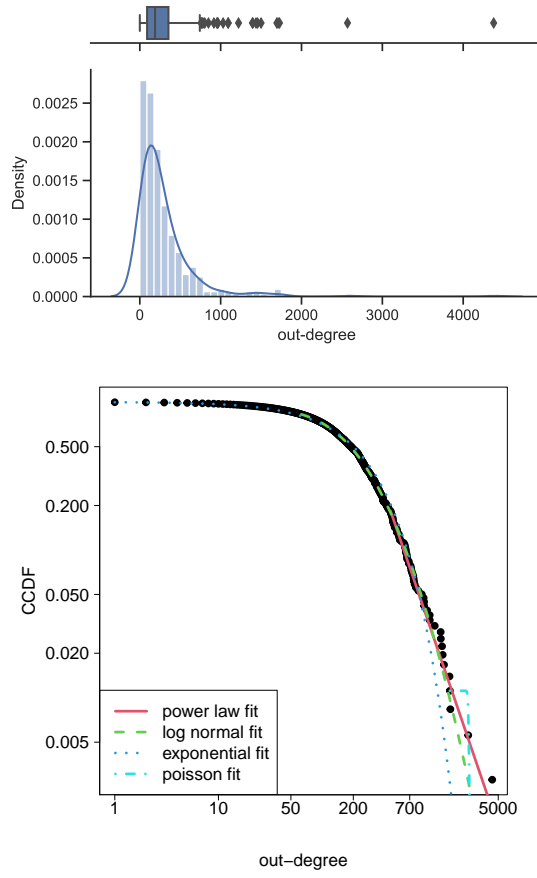 0.0025
0.0020
0.0015
0.0010
0.0005
0.0000
Density
0 1000 2000 3000 4000
out-degree
0.500
0.200
0.050
0.020
0.005
CCDF
power law fit
log normal fit
exponential fit
poisson fit
1 10 50 200 700 5000
out−degree